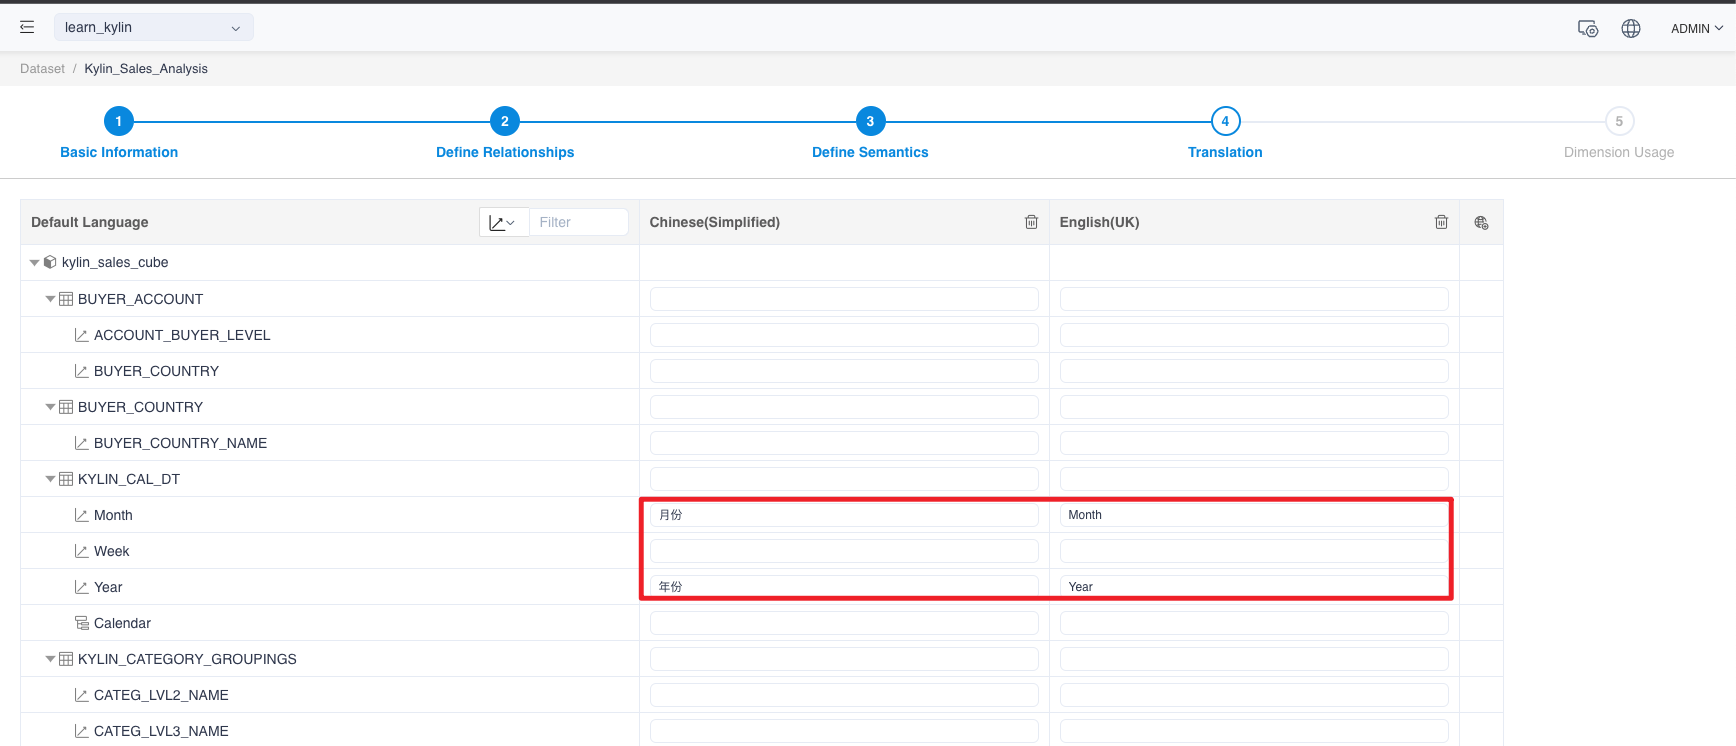 learn_kylin
ADMIN
Dataset / Kylin_Sales_Analysis
1 2 3 4 5
Basic Information Define Relationships Define Semantics Translation Dimension Usage
Default Language Filter Chinese(Simplified) English(UK)
kylin_sales_cube
BUYER_ACCOUNT
ACCOUNT_BUYER_LEVEL
BUYER_COUNTRY
BUYER_COUNTRY
BUYER_COUNTRY_NAME
KYLIN_CAL_DT
Month 月份 Month
Week
Year 年份 Year
Calendar
KYLIN_CATEGORY_GROUPINGS
CATEG_LVL2_NAME
CATEG_LVL3_NAME